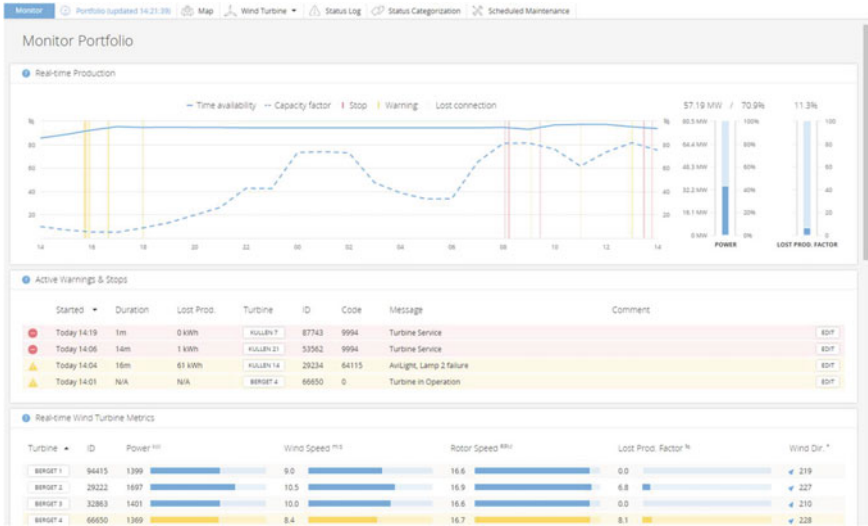 Monitor Portfolio (updated 14:21:39) Map Wind Turbine Status Log Status Categorization Scheduled Maintenance
Monitor Portfolio
Real-time Production
Time availability Capacity factor Stop Warning Lost connection 57.19 MW / 70.9% 11.3%
% % 80.5 MW 100% 100
80 80 64.4 MW 80% 80
60 60 48.3 MW 60% 60
40 40 32.2 MW 40% 40
20 20 16.1 MW 20% 20
0 MW 0% 0
14 16 18 20 22 00 02 04 06 08 10 12 14 POWER LOST PROD. FACTOR
Active Warnings & Stops
Started Duration Lost Prod. Turbine ID Code Message Comment
Today 14:19 1m 0 kWh KULLEN 7 87743 9994 Turbine Service EDIT
Today 14:06 14m 1 kWh KULLEN 21 53562 9994 Turbine Service EDIT
Today 14:04 16m 61 kWh KULLEN 14 29234 64115 AviLight, Lamp 2 failure EDIT
Today 14:01 N/A N/A BERGET 4 66650 0 Turbine in Operation EDIT
Real-time Wind Turbine Metrics
Turbine ID Power kW Wind Speed m/s Rotor Speed Lost Prod. Factor % Wind Dir. °
BERGET 1 94415 1399 9.0 16.6 0.0 219
BERGET 2 29222 1697 10.5 16.9 6.8 227
BERGET 3 32863 1401 10.0 16.6 0.0 210
BERGET 4 66650 1369 8.4 16.7 8.1 228